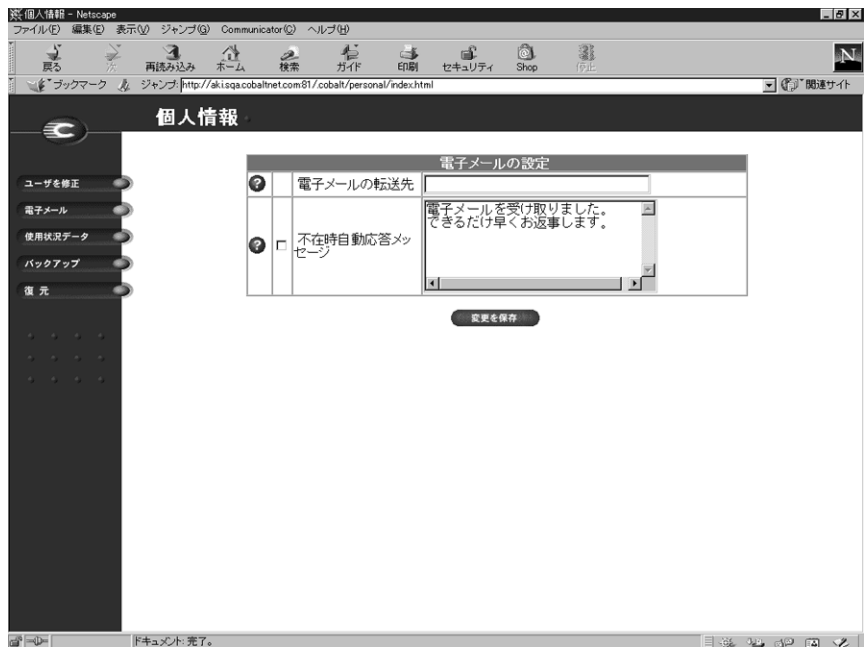 個人情報 - Netscape
ファイル(F) 編集(E) 表示(V) ジャンプ(G) Communicator(C) ヘルプ(H)
戻る 次 再読み込み ホーム 検索 ガイド 印刷 セキュリティ Shop 停止
ブックマーク ジャンプ: http://aki.sqa.cobaltnet.com:81/.cobalt/personal/index.html 関連サイト
個人情報
電子メールの設定
ユーザを修正
電子メール
使用状況データ
バックアップ
復元
電子メールの転送先
不在時自動応答メッ
セージ
電子メールを受け取りました。
できるだけ早くお返事します。
変更を保存
ドキュメント: 完了。